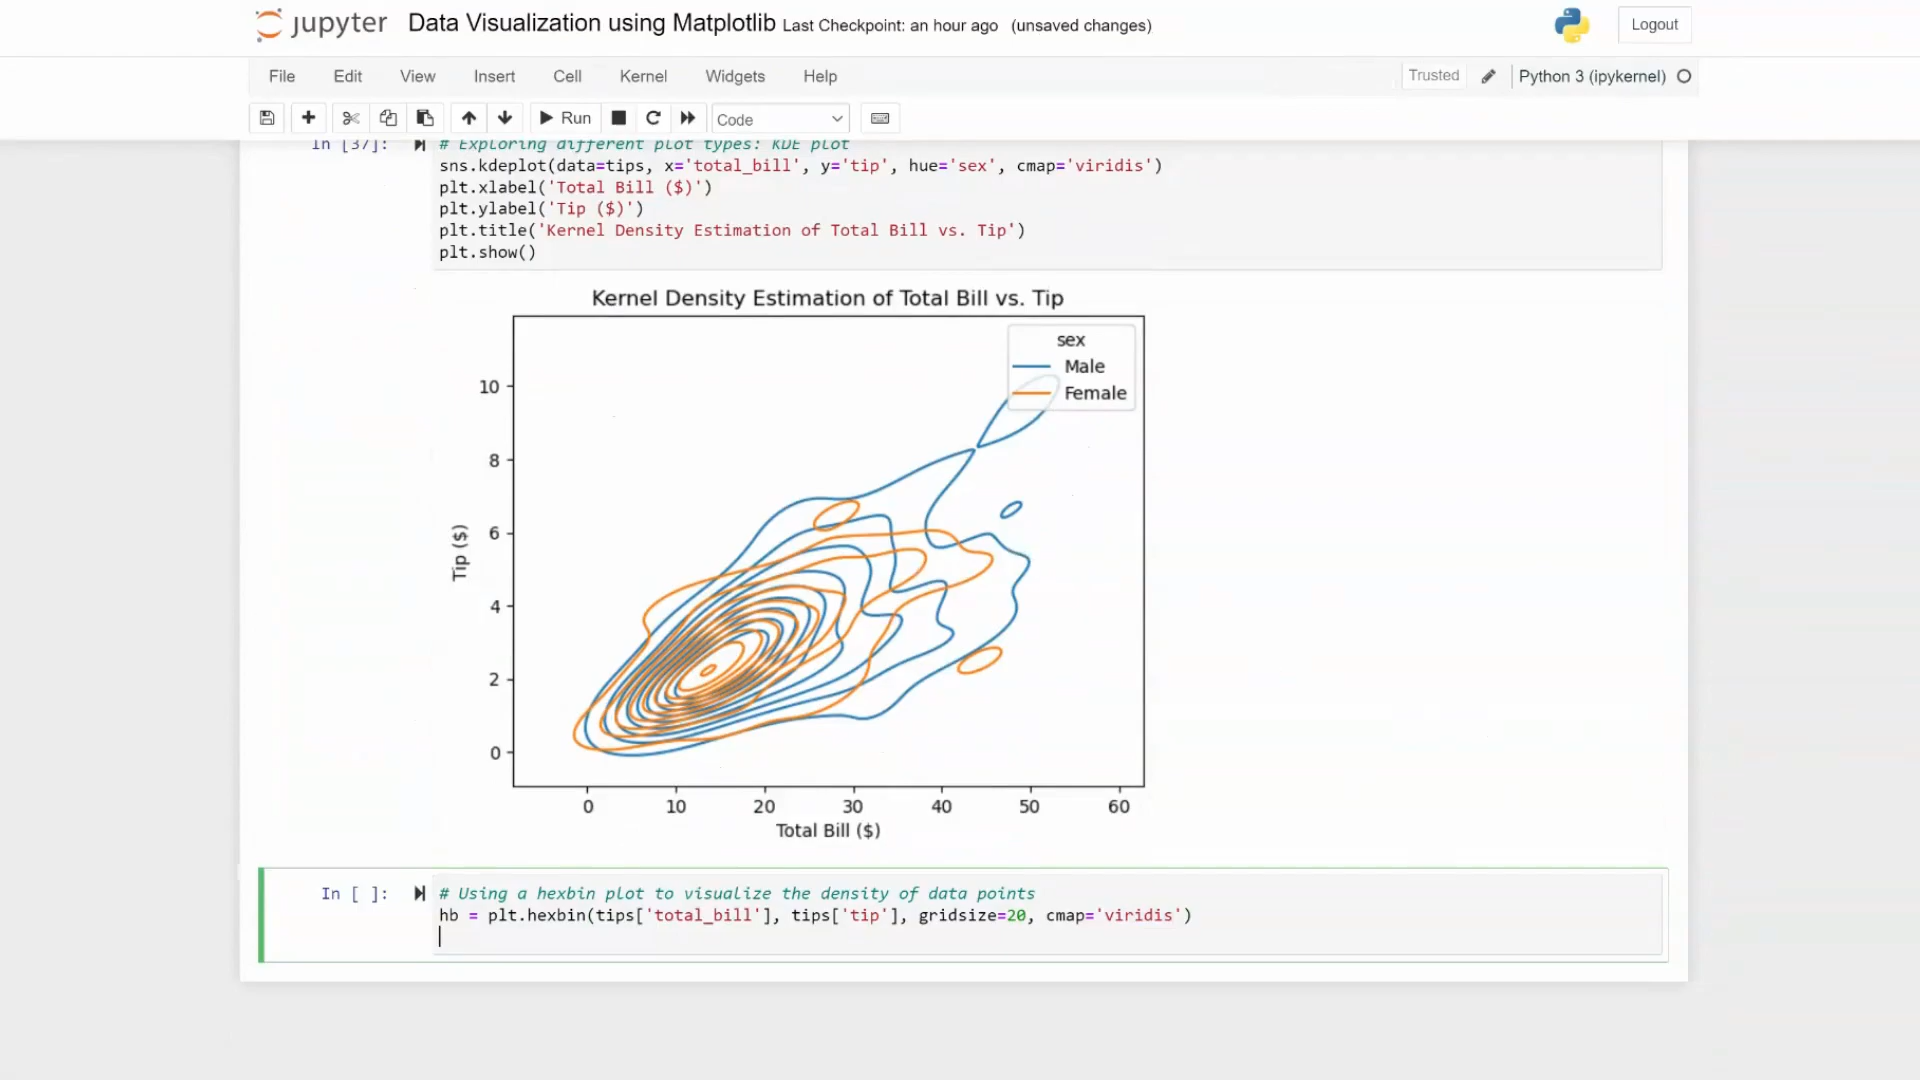 jupyter Data Visualization using Matplotlib Last Checkpoint: an hour ago (unsaved changes) Logout
File Edit View Insert Cell Kernel Widgets Help Trusted Python 3 (ipykernel)
Run Code
In [37]: # Exploring different plot types: KDE plot
sns.kdeplot(data=tips, x='total_bill', y='tip', hue='sex', cmap='viridis')
plt.xlabel('Total Bill ($)')
plt.ylabel('Tip ($)')
plt.title('Kernel Density Estimation of Total Bill vs. Tip')
plt.show()
Kernel Density Estimation of Total Bill vs. Tip
sex
Male
Female
10
8
6
4
2
0
Tip ($)
0 10 20 30 40 50 60
Total Bill ($)
In [ ]: # Using a hexbin plot to visualize the density of data points
hb = plt.hexbin(tips['total_bill'], tips['tip'], gridsize=20, cmap='viridis')